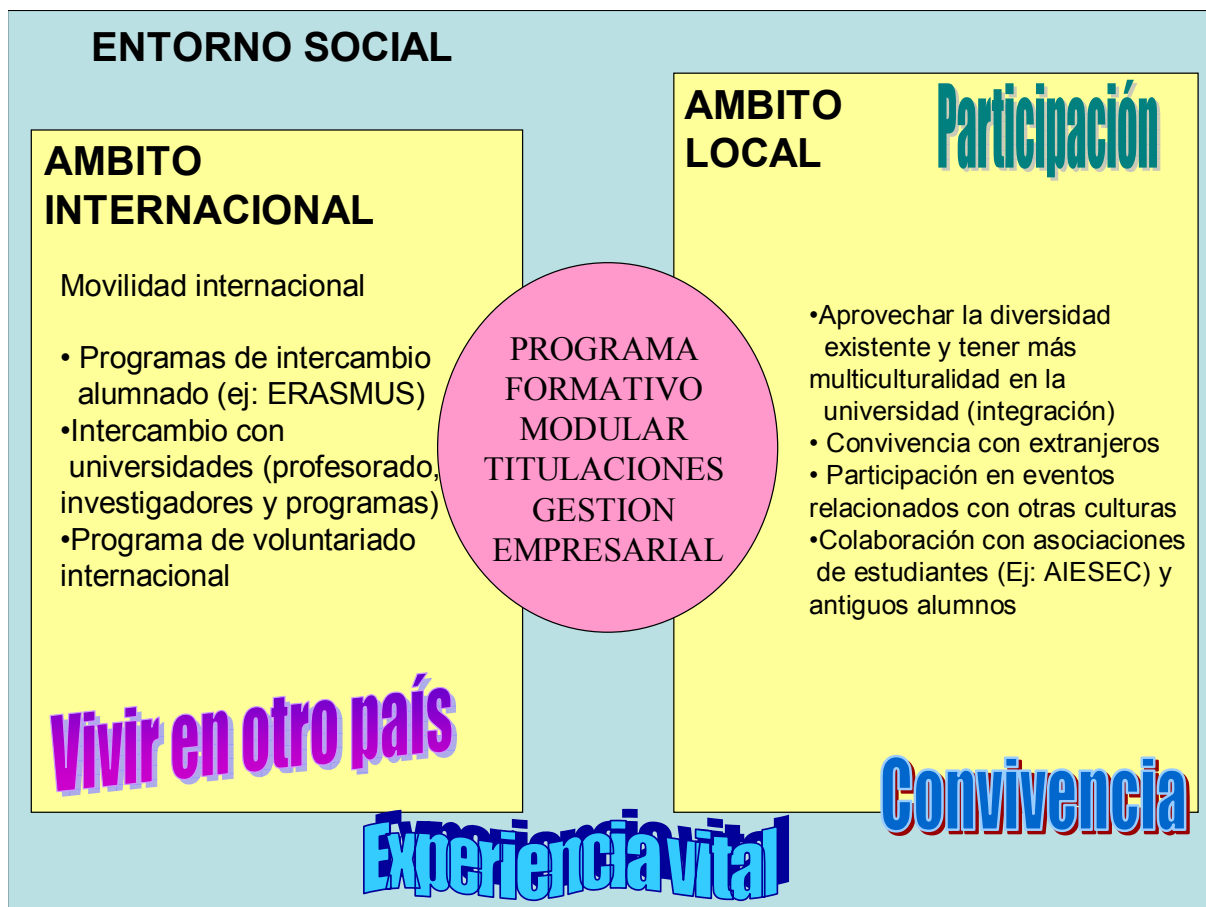 ENTORNO SOCIAL
AMBITO
INTERNACIONAL
Movilidad internacional
• Programas de intercambio
alumnado (ej: ERASMUS)
•Intercambio con
universidades (profesorado,
investigadores y programas)
•Programa de voluntariado
internacional
Vivir en otro país
PROGRAMA
FORMATIVO
MODULAR
TITULACIONES
GESTION
EMPRESARIAL
AMBITO
LOCAL
Participación
•Aprovechar la diversidad
existente y tener más
multiculturalidad en la
universidad (integración)
• Convivencia con extranjeros
• Participación en eventos
relacionados con otras culturas
•Colaboración con asociaciones
de estudiantes (Ej: AIESEC) y
antiguos alumnos
Convivencia
Experiencia vital